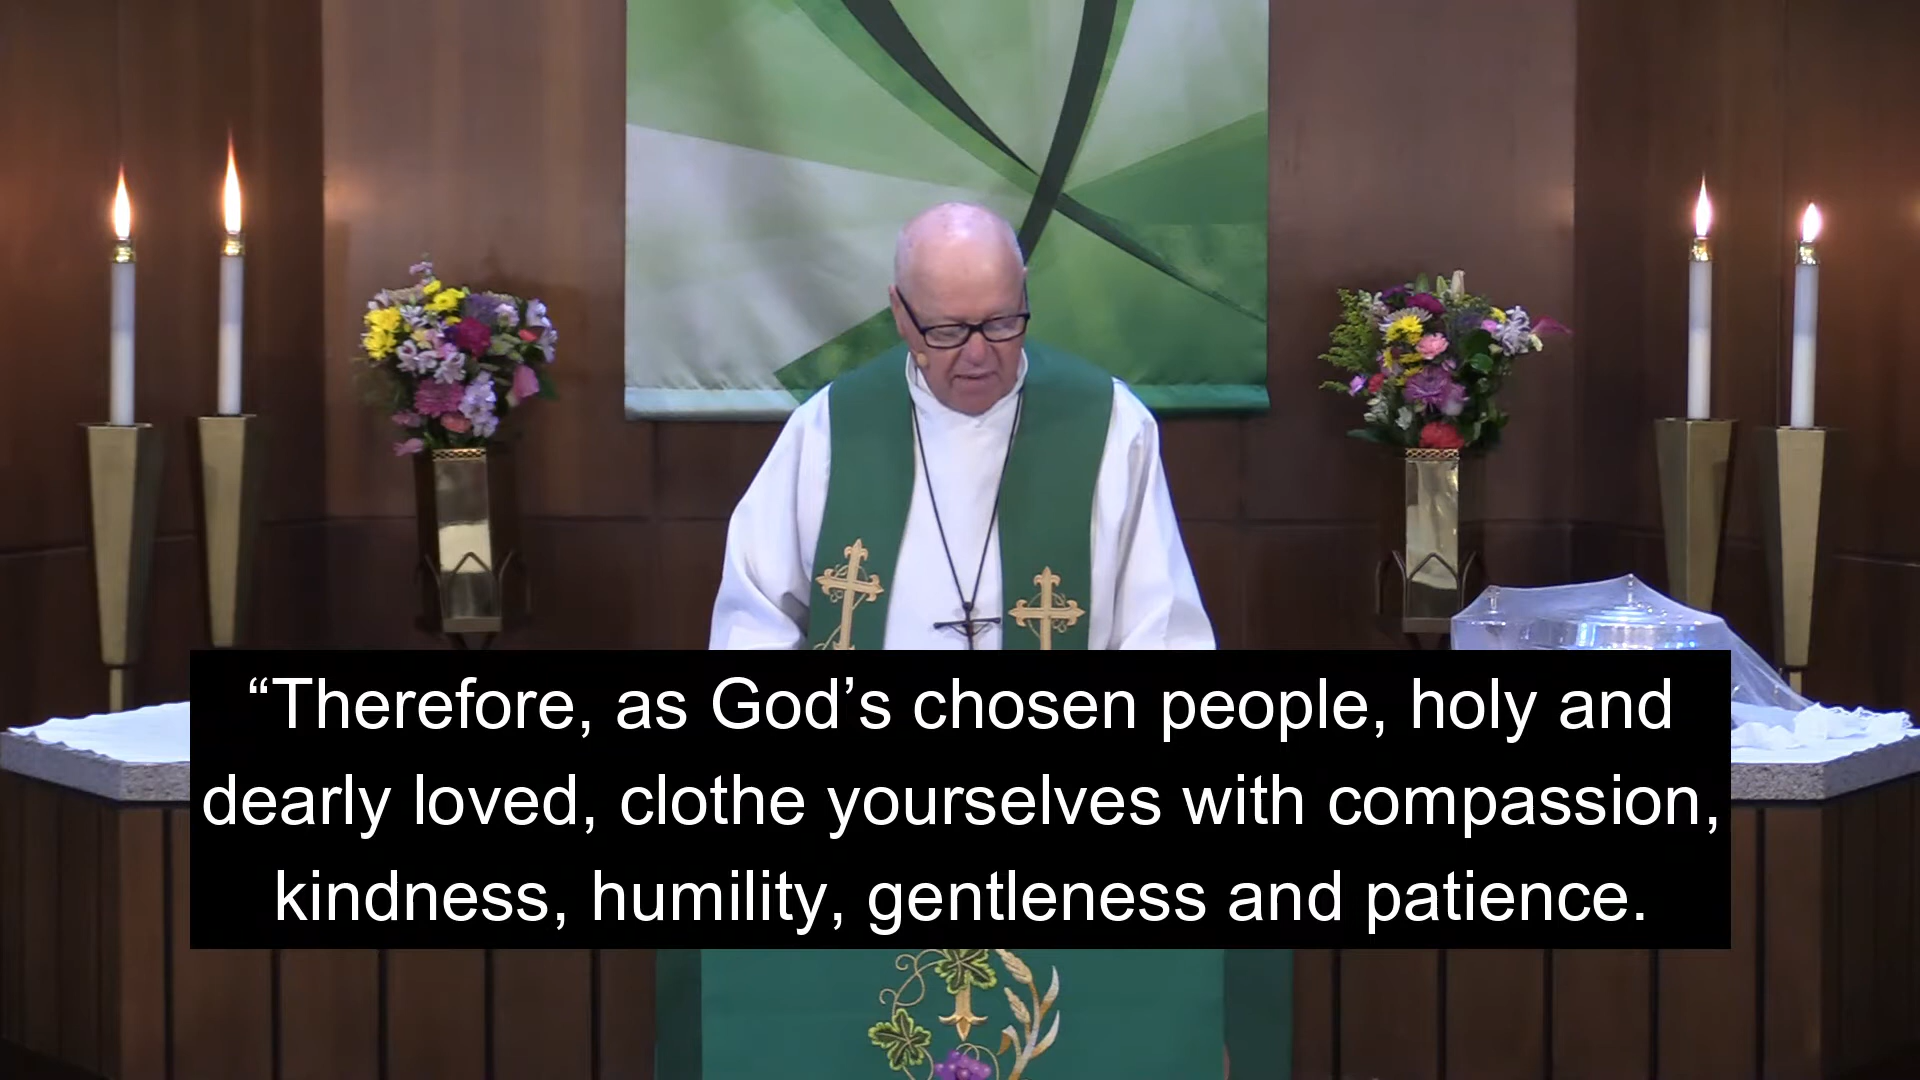 “Therefore, as God’s chosen people, holy and
dearly loved, clothe yourselves with compassion,
kindness, humility, gentleness and patience.